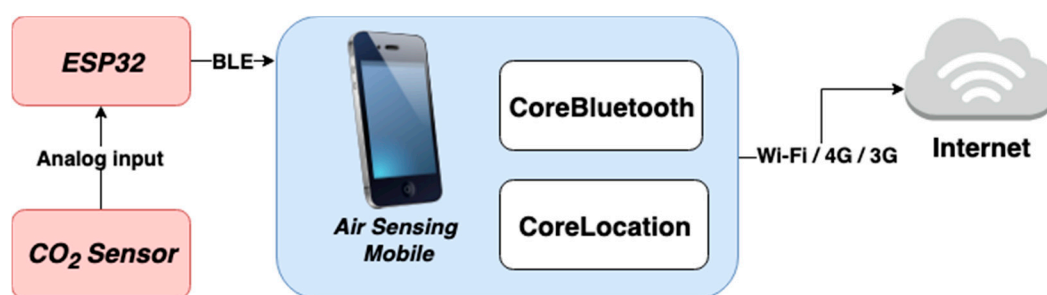 ESP32
BLE
Analog input
CO₂ Sensor
Air Sensing
Mobile
CoreBluetooth
CoreLocation
Wi-Fi / 4G / 3G
Internet